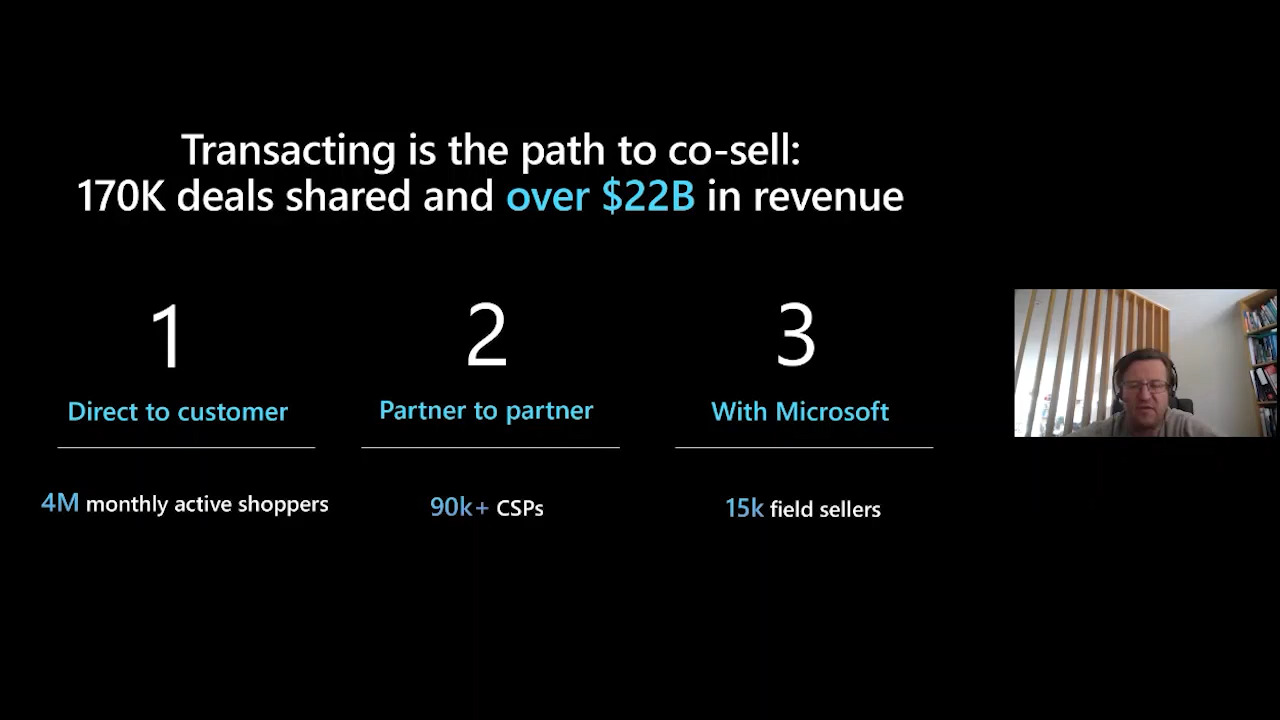 Transacting is the path to co-sell:
170K deals shared and over $22B in revenue
1
2
3
Direct to customer
Partner to partner
With Microsoft
4M monthly active shoppers
90k+ CSPs
15k field sellers